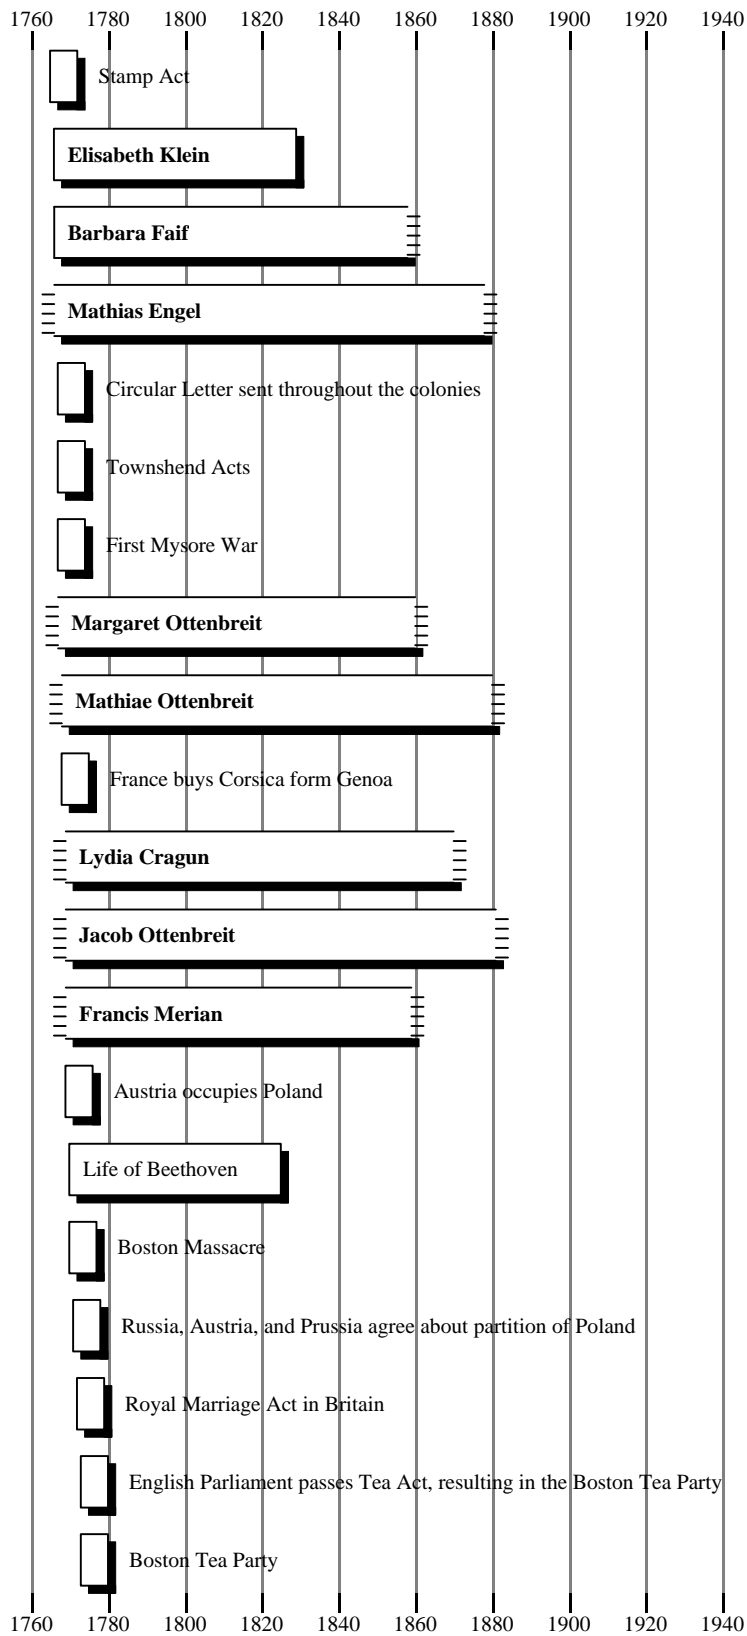 1760 1780 1800 1820 1840 1860 1880 1900 1920 1940
Stamp Act
Elisabeth Klein
Barbara Faif
Mathias Engel
Circular Letter sent throughout the colonies
Townshend Acts
First Mysore War
Margaret Ottenbreit
Mathiae Ottenbreit
France buys Corsica form Genoa
Lydia Cragun
Jacob Ottenbreit
Francis Merian
Austria occupies Poland
Life of Beethoven
Boston Massacre
Russia, Austria, and Prussia agree about partition of Poland
Royal Marriage Act in Britain
English Parliament passes Tea Act, resulting in the Boston Tea Party
Boston Tea Party
1760 1780 1800 1820 1840 1860 1880 1900 1920 1940